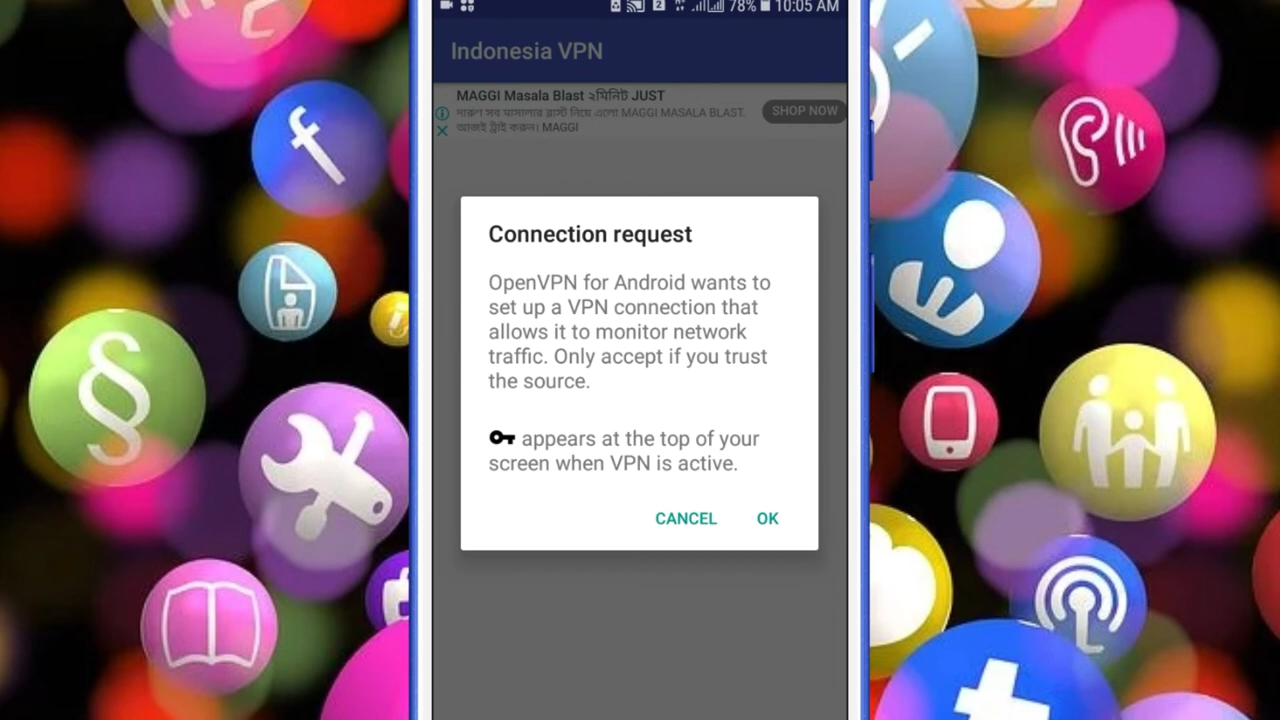 78% 10:05 AM
Indonesia VPN
MAGGI Masala Blast ২মিনিট JUST
দারুণ সব মাসালার ব্লাস্ট নিয়ে এলো MAGGI MASALA BLAST.
আজই ট্রাই করুন। MAGGI
SHOP NOW
Connection request
OpenVPN for Android wants to
set up a VPN connection that
allows it to monitor network
traffic. Only accept if you trust
the source.
appears at the top of your
screen when VPN is active.
CANCEL OK